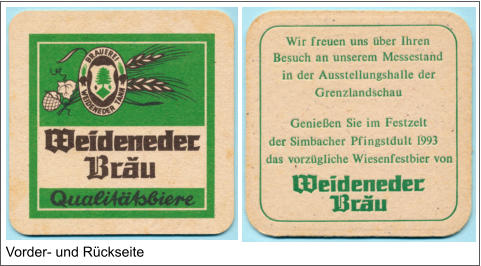 BRAUEREI
WEIDENEDER TANN
Weideneder
Bräu
Qualitätsbiere
Wir freuen uns über Ihren
Besuch an unserem Messestand
in der Ausstellungshalle der
Grenzlandschau
Genießen Sie im Festzelt
der Simbacher Pfingstdult 1993
das vorzügliche Wiesenfestbier von
Weideneder
Bräu
Vorder- und Rückseite